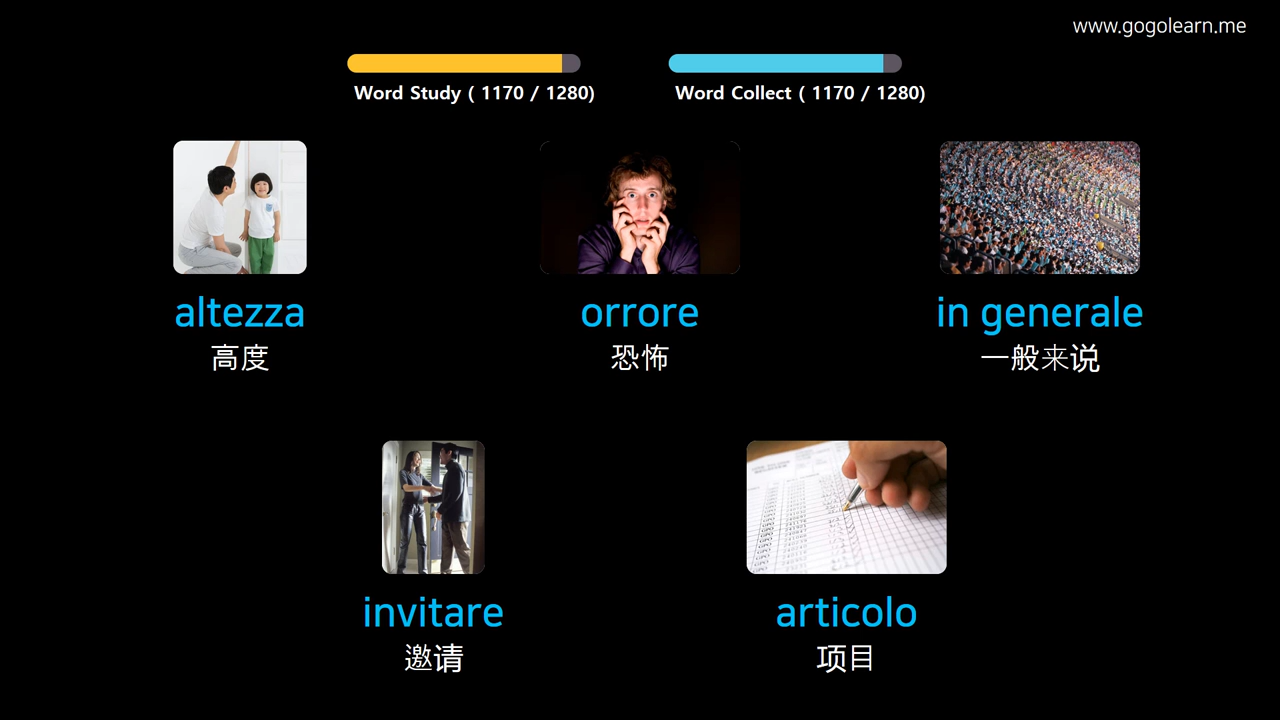 www.gogolearn.me
Word Study ( 1170 / 1280)
Word Collect ( 1170 / 1280)
altezza
高度
orrore
恐怖
in generale
一般来说
invitare
邀请
articolo
项目